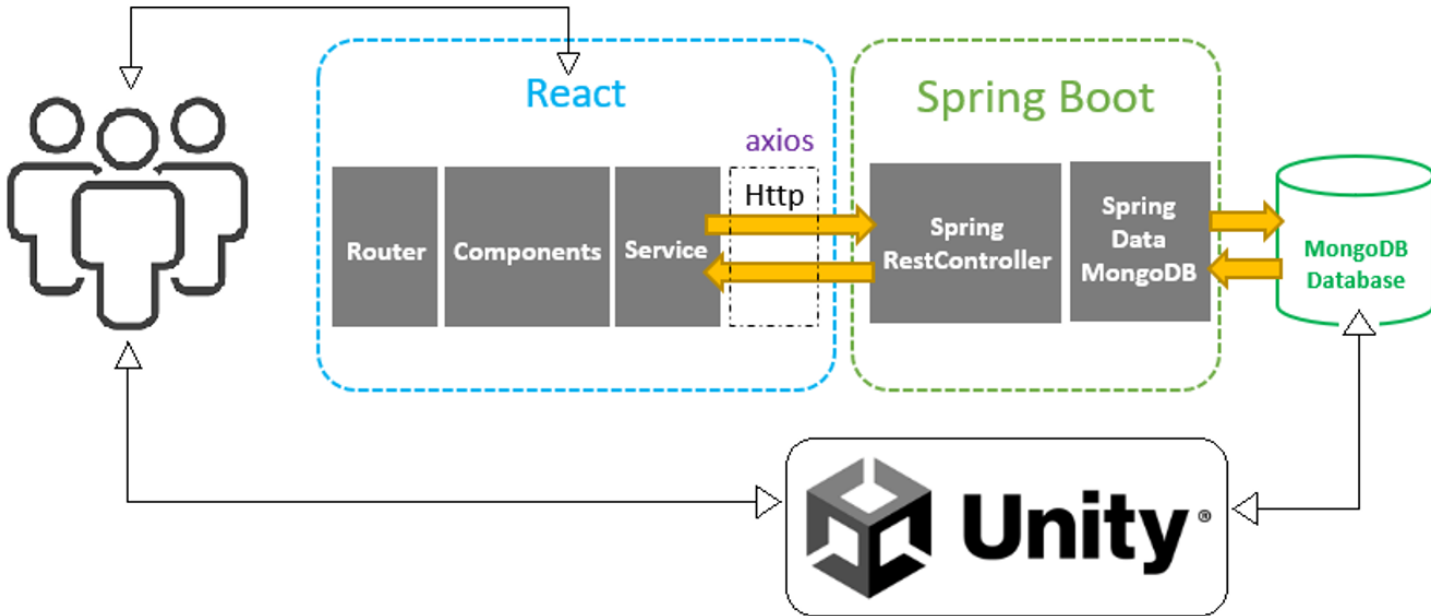 React
Spring Boot
axios
Http
Router
Components
Service
Spring
RestController
Spring
Data
MongoDB
MongoDB
Database
Unity®